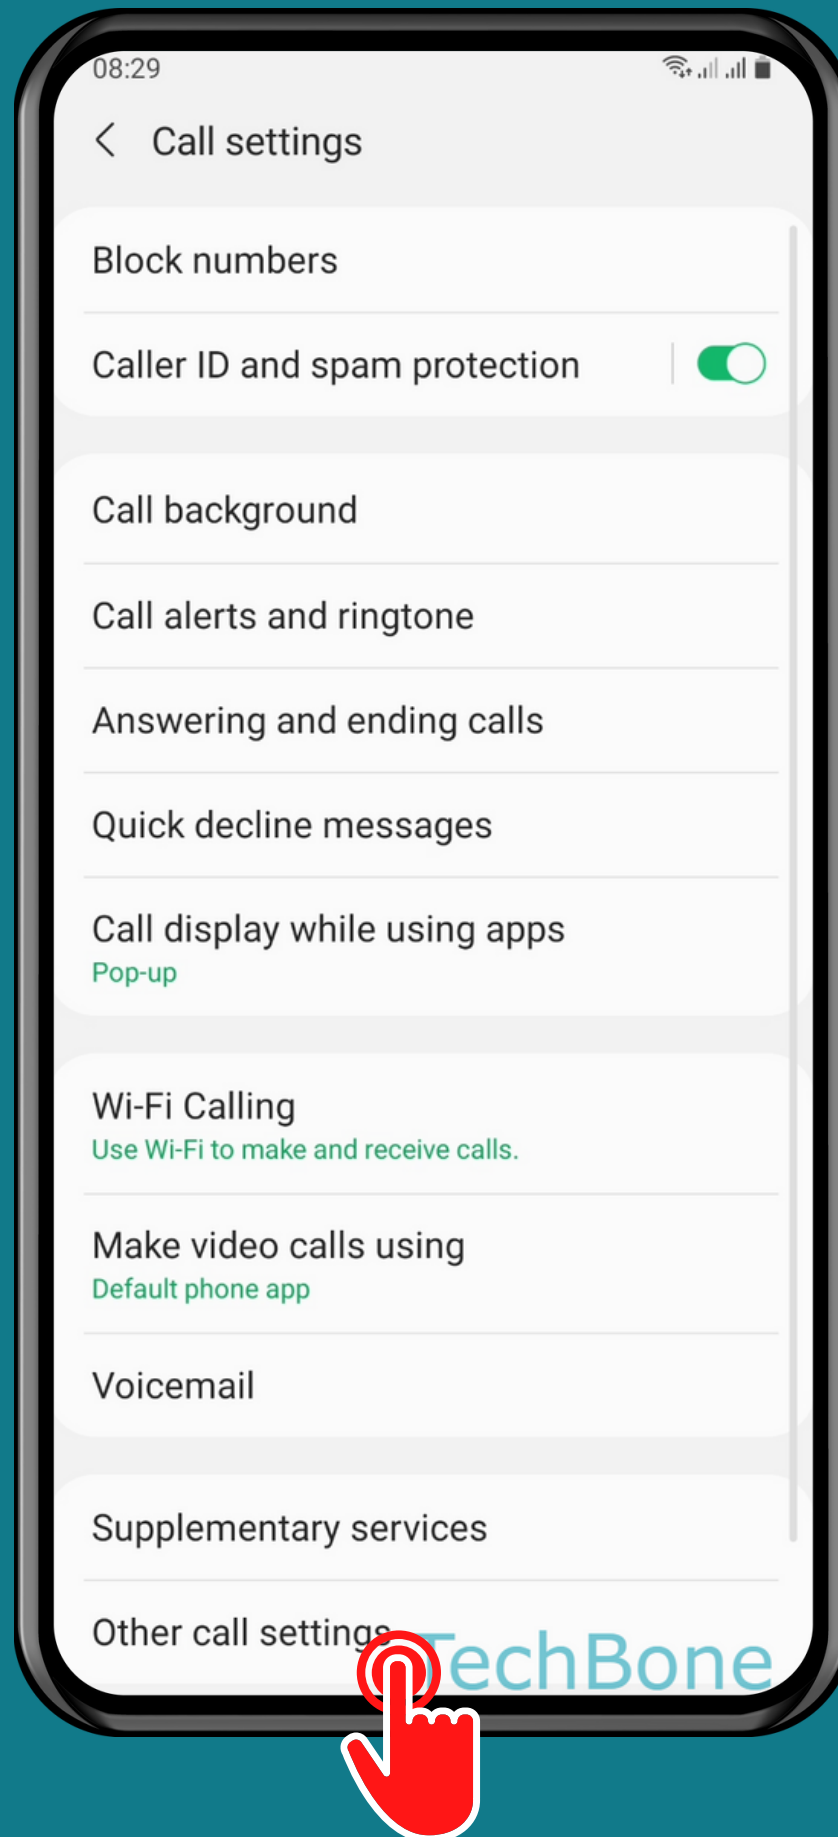 08:29
Call settings
Block numbers
Caller ID and spam protection
Call background
Call alerts and ringtone
Answering and ending calls
Quick decline messages
Call display while using apps
Pop-up
Wi-Fi Calling
Use Wi-Fi to make and receive calls.
Make video calls using
Default phone app
Voicemail
Supplementary services
Other call settings
TechBone